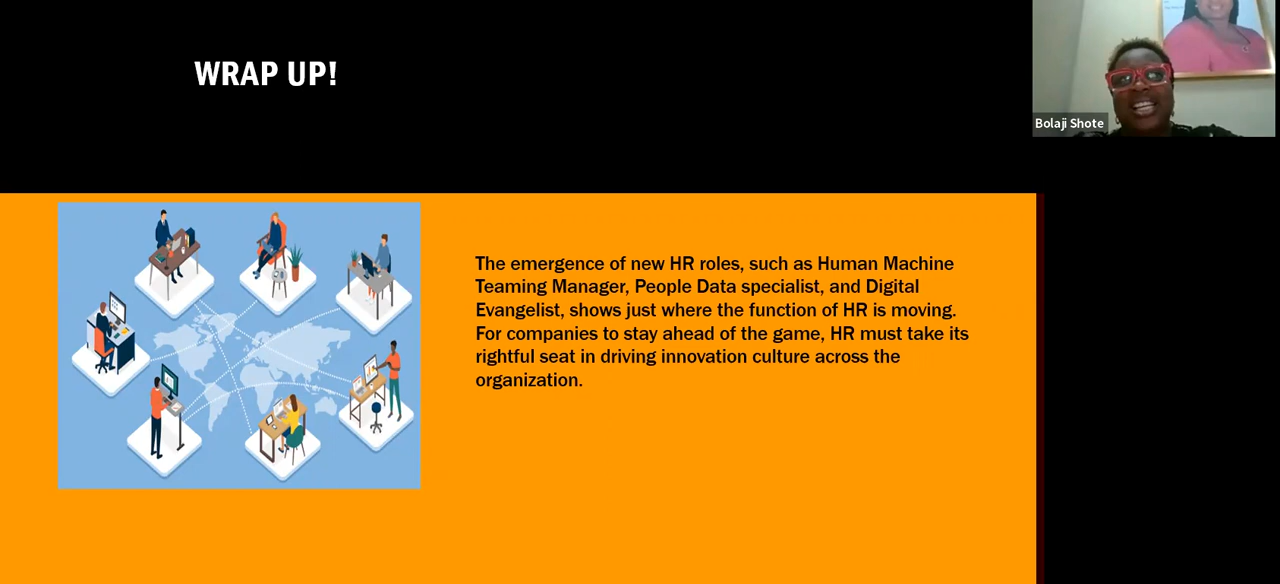 WRAP UP!
Bolaji Shote
The emergence of new HR roles, such as Human Machine
Teaming Manager, People Data specialist, and Digital
Evangelist, shows just where the function of HR is moving.
For companies to stay ahead of the game, HR must take its
rightful seat in driving innovation culture across the
organization.